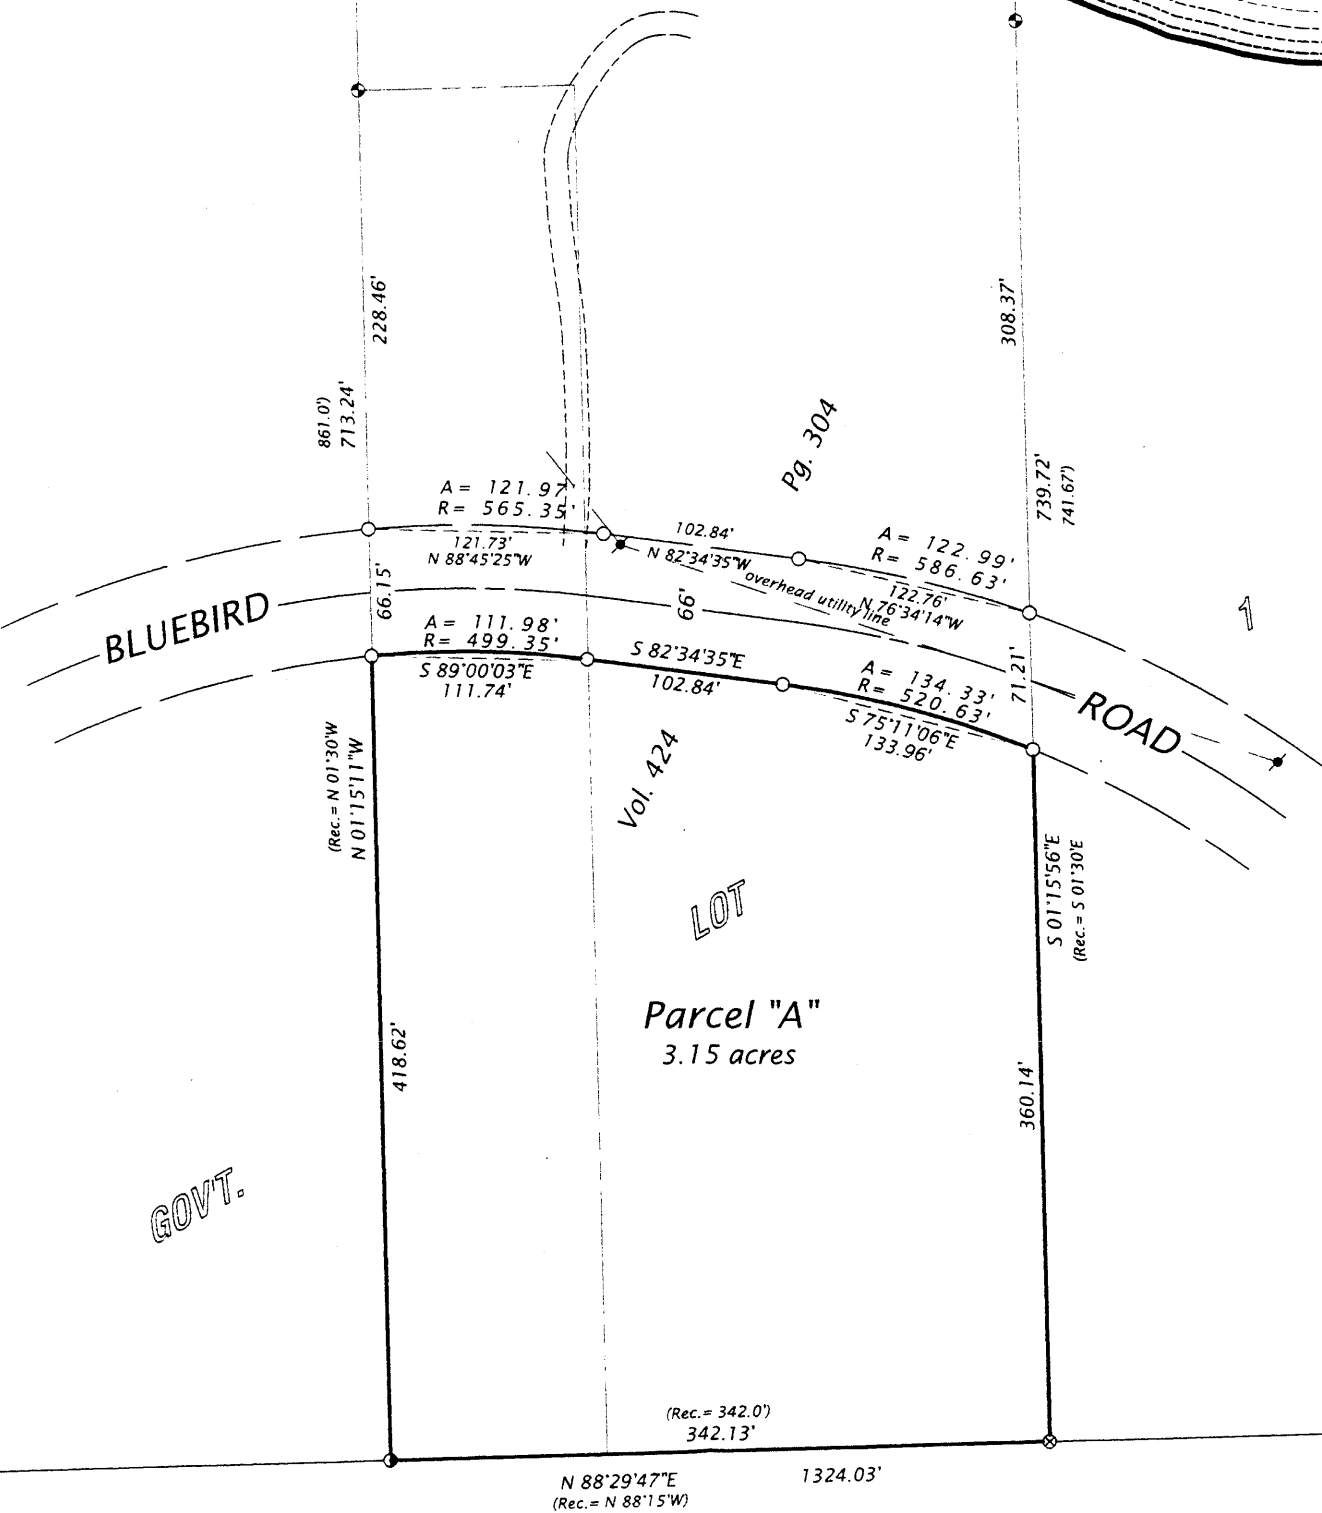 228.46'
308.37'
861.0')
713.24'
Pg. 304
739.72'
741.67')
A= 121.97'
R= 565.35'
121.73'
N 88°45'25"W
102.84'
N 82°34'35"W
overhead utility line
A= 122.99'
R= 586.63'
122.76'
N 76°34'14"W
1
BLUEBIRD
66.15'
66'
71.21'
ROAD
A= 111.98'
R= 499.35'
S 89°00'03"E
111.74'
S 82°34'35"E
102.84'
A= 134.33'
R= 520.63'
S 75°11'06"E
133.96'
(Rec.= N 01°30'W
N 01°15'11"W
Vol. 424
S 01°15'56"E
(Rec.= S 01°30'E
LOT
Parcel "A"
3.15 acres
418.62'
360.14'
GOV'T.
(Rec.= 342.0')
342.13'
N 88°29'47"E
1324.03'
(Rec.= N 88°15'W)